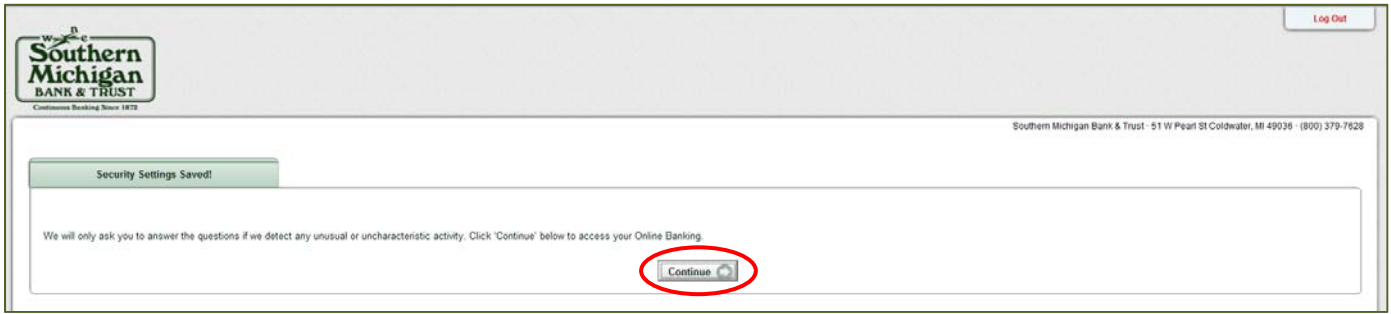 Log Out
w n e
Southern
Michigan
BANK & TRUST
Continuous Banking Since 1872
Southern Michigan Bank & Trust · 51 W Pearl St Coldwater, MI 49036 · (800) 379-7628
Security Settings Saved!
We will only ask you to answer the questions if we detect any unusual or uncharacteristic activity. Click 'Continue' below to access your Online Banking.
Continue